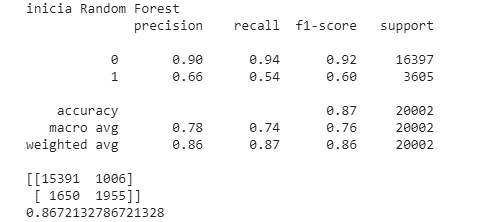 inicia Random Forest
precision recall f1-score support
0 0.90 0.94 0.92 16397
1 0.66 0.54 0.60 3605
accuracy 0.87 20002
macro avg 0.78 0.74 0.76 20002
weighted avg 0.86 0.87 0.86 20002
[[15391 1006]
[ 1650 1955]]
0.8672132786721328